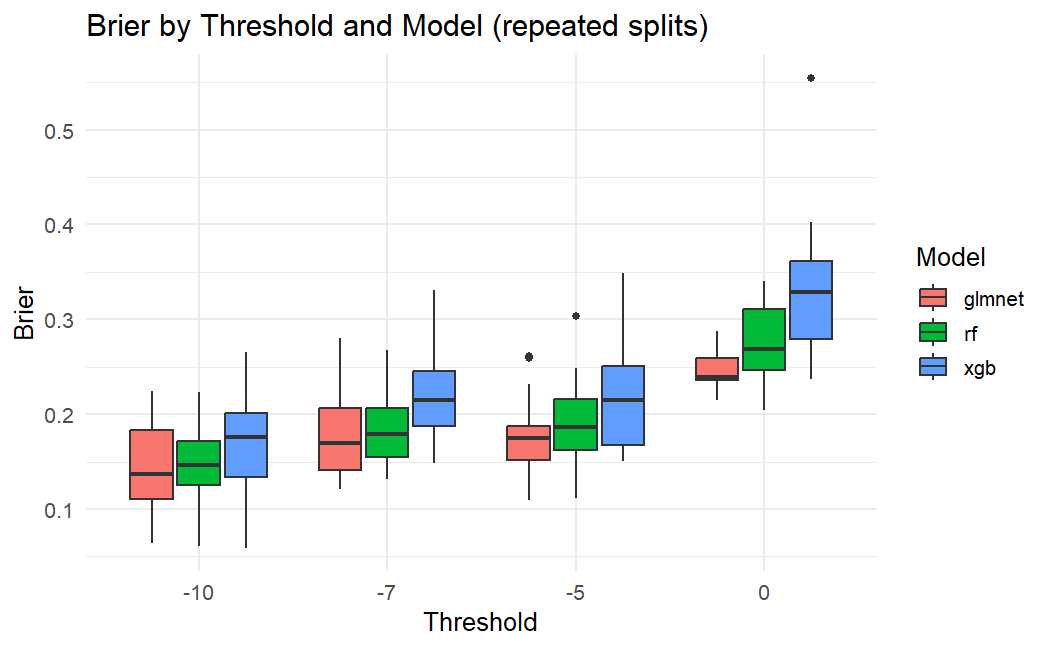 Brier by Threshold and Model (repeated splits)
Brier
0.5
0.4
0.3
0.2
0.1
-10 -7 -5 0
Threshold
Model
glmnet
rf
xgb